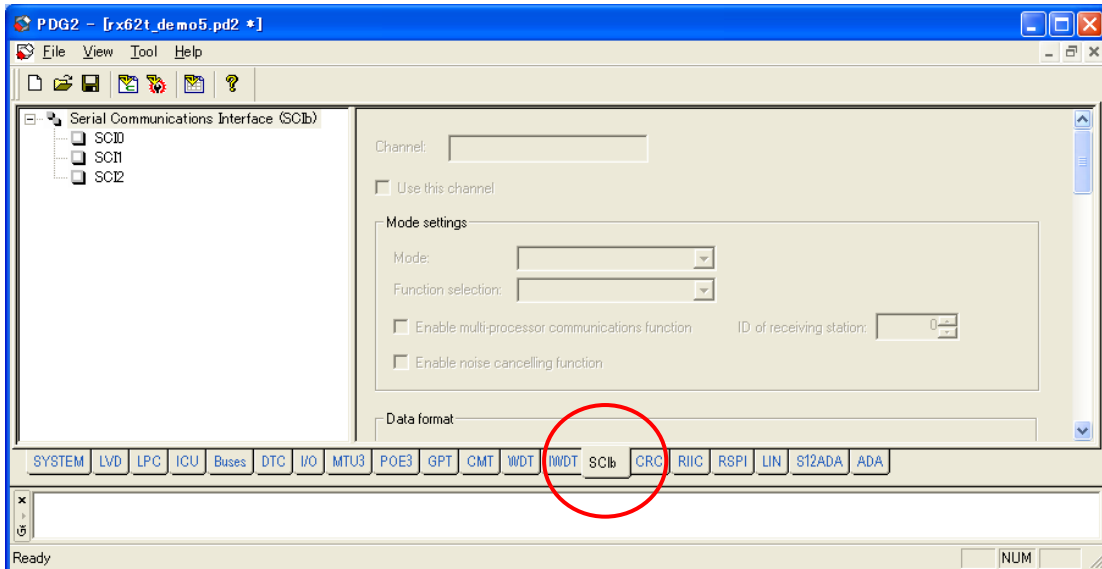 PDG2 - [rx62t_demo5.pd2 *]
File View Tool Help
Serial Communications Interface (SCIb)
SCI0
SCI1
SCI2
Channel:
Use this channel
Mode settings
Mode:
Function selection:
Enable multi-processor communications function ID of receiving station: 0
Enable noise cancelling function
Data format
SYSTEM LVD LPC ICU Buses DTC I/O MTU3 POE3 GPT CMT WDT IWDT SCIb CRC RIIC RSPI LIN S12ADA ADA
Ready NUM